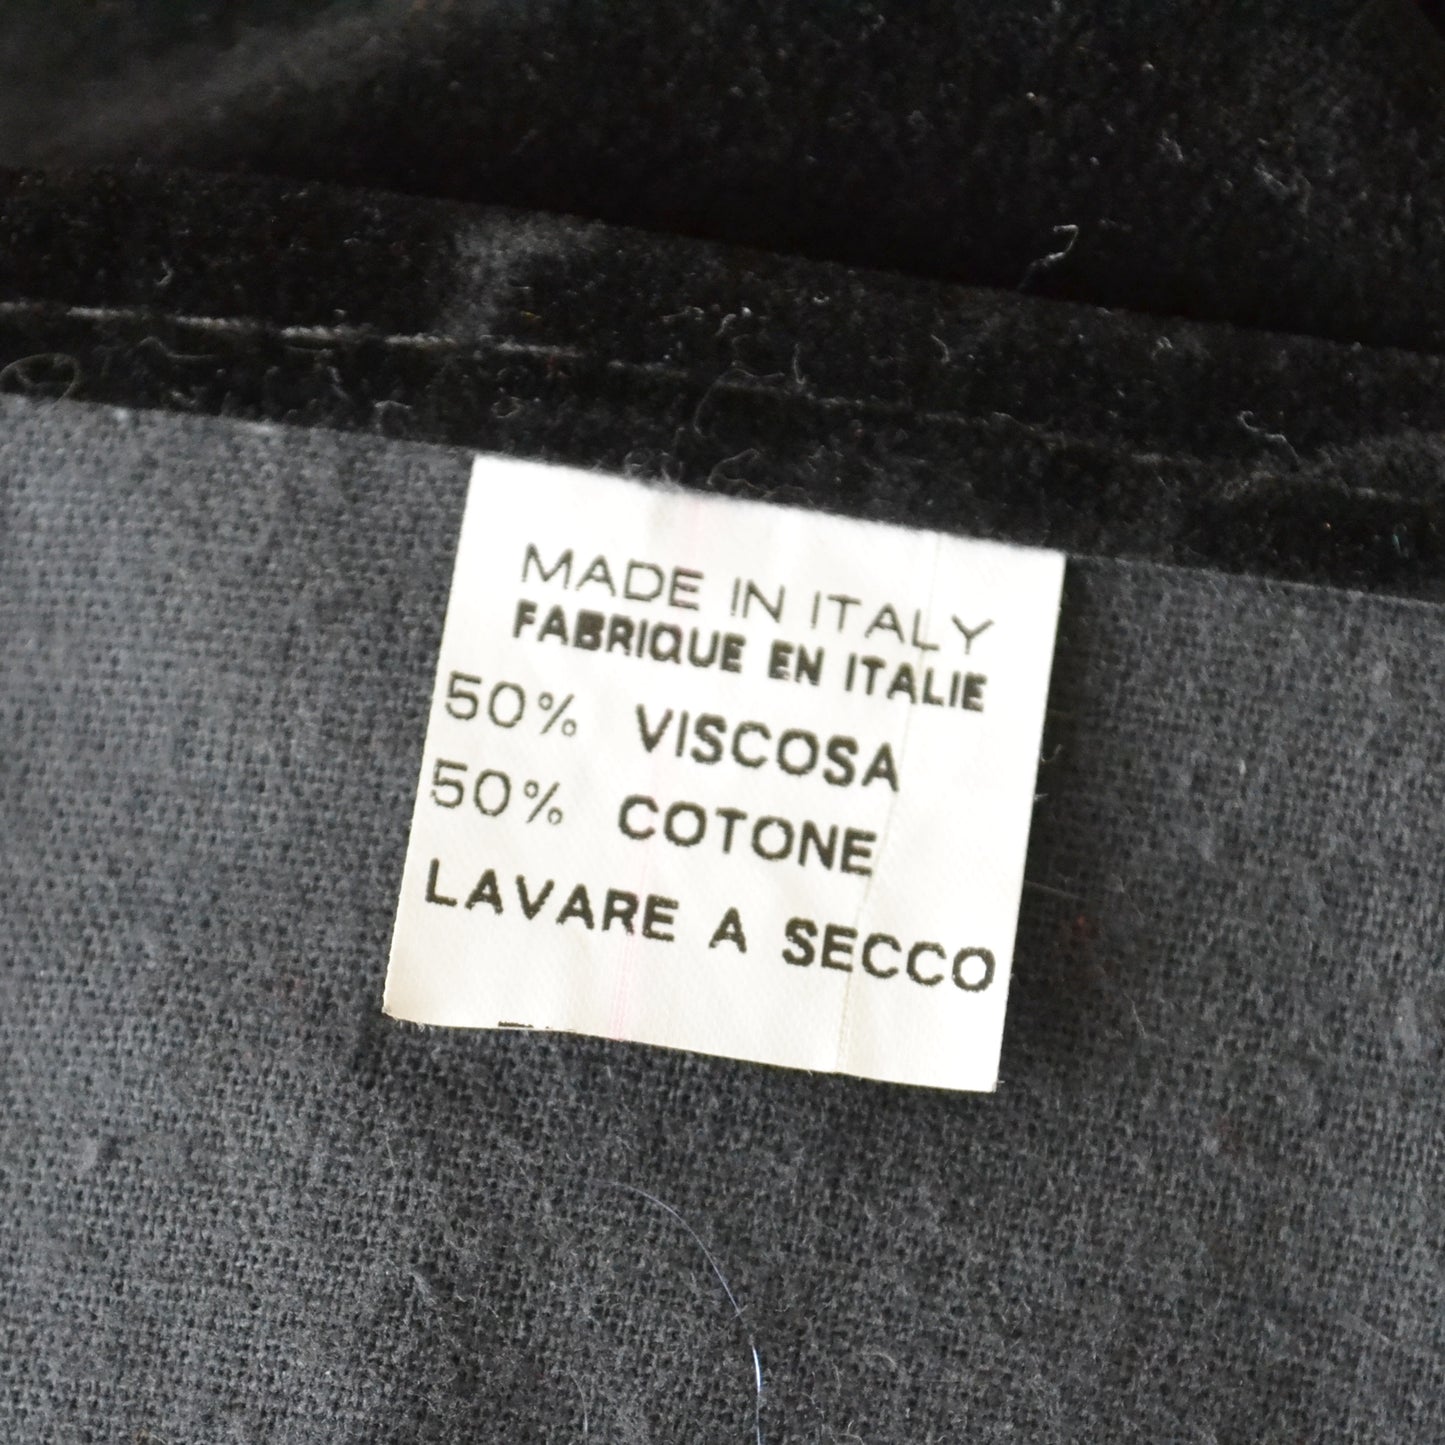 MADE IN ITALY
FABRIQUE EN ITALIE
50% VISCOSA
50% COTONE
LAVARE A SECCO